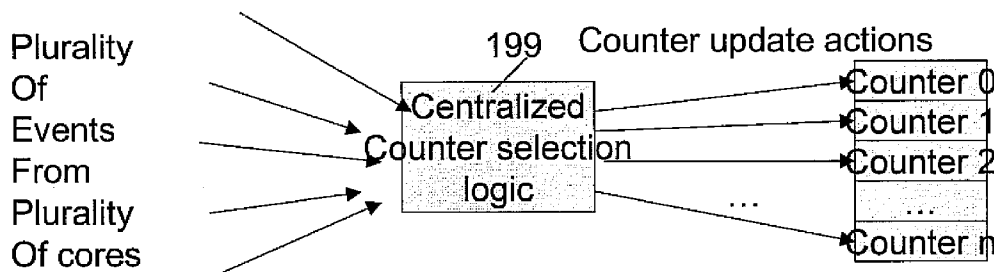 Plurality
Of
Events
From
Plurality
Of cores
199
Centralized
Counter selection
logic
Counter update actions
...
Counter 0
Counter 1
Counter 2
...
Counter n